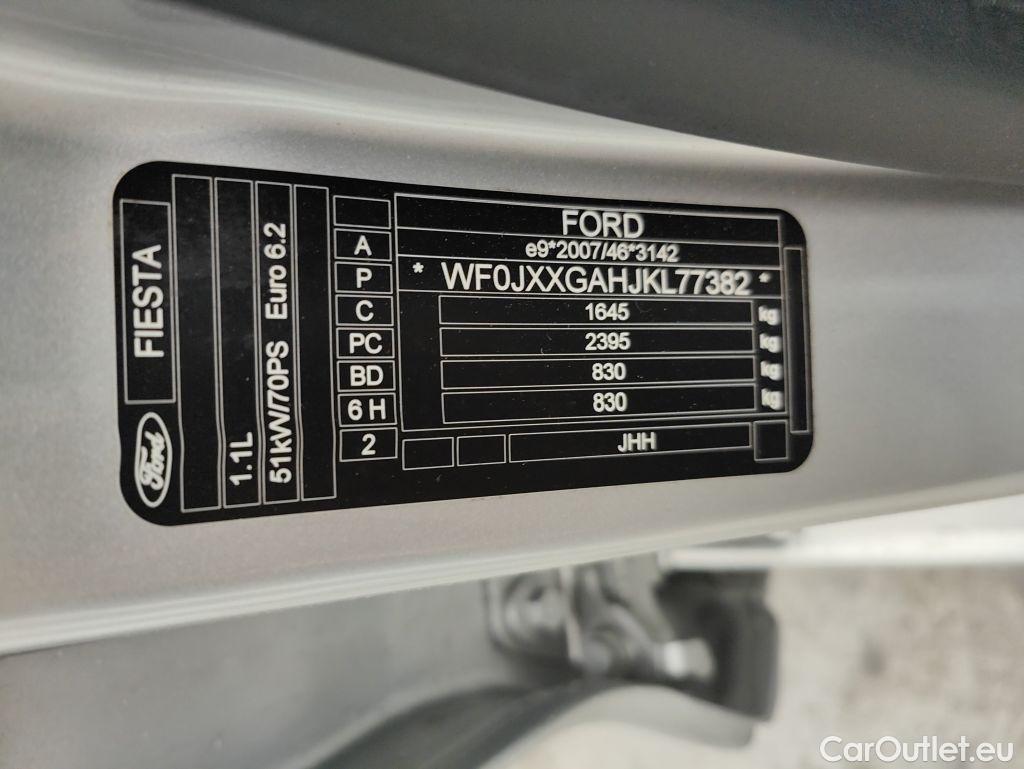 FORD
e9*2007/46*3142
* WF0JXXGAHJKL77382 *
1645 kg
2395 kg
830 kg
830 kg
JHH
A
P
C
PC
BD
6 H
2
Euro 6.2
51kW/70PS
1.1L
FIESTA
Ford
CarOutlet.eu